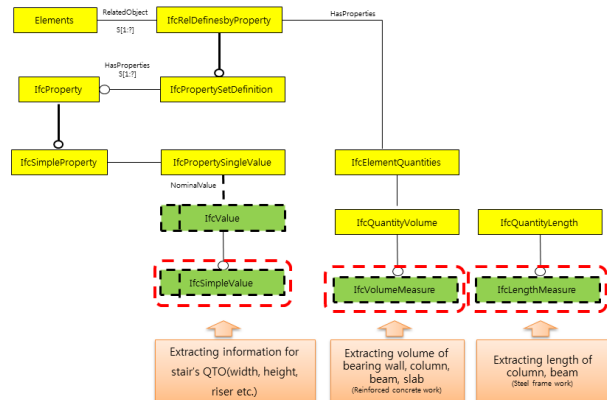 Elements
RelatedObject
S[1:?]
IfcRelDefinesbyProperty
HasProperties
HasProperties
S[1:?]
IfcProperty
IfcPropertySetDefinition
IfcSimpleProperty
IfcPropertySingleValue
IfcElementQuantities
NominalValue
IfcValue
IfcQuantityVolume
IfcQuantityLength
IfcSimpleValue
IfcVolumeMeasure
IfcLengthMeasure
Extracting information for
stair's QTO(width, height,
riser etc.)
Extracting volume of
bearing wall, column,
beam, slab
(Reinforced concrete work)
Extracting length of
column, beam
(Steel frame work)